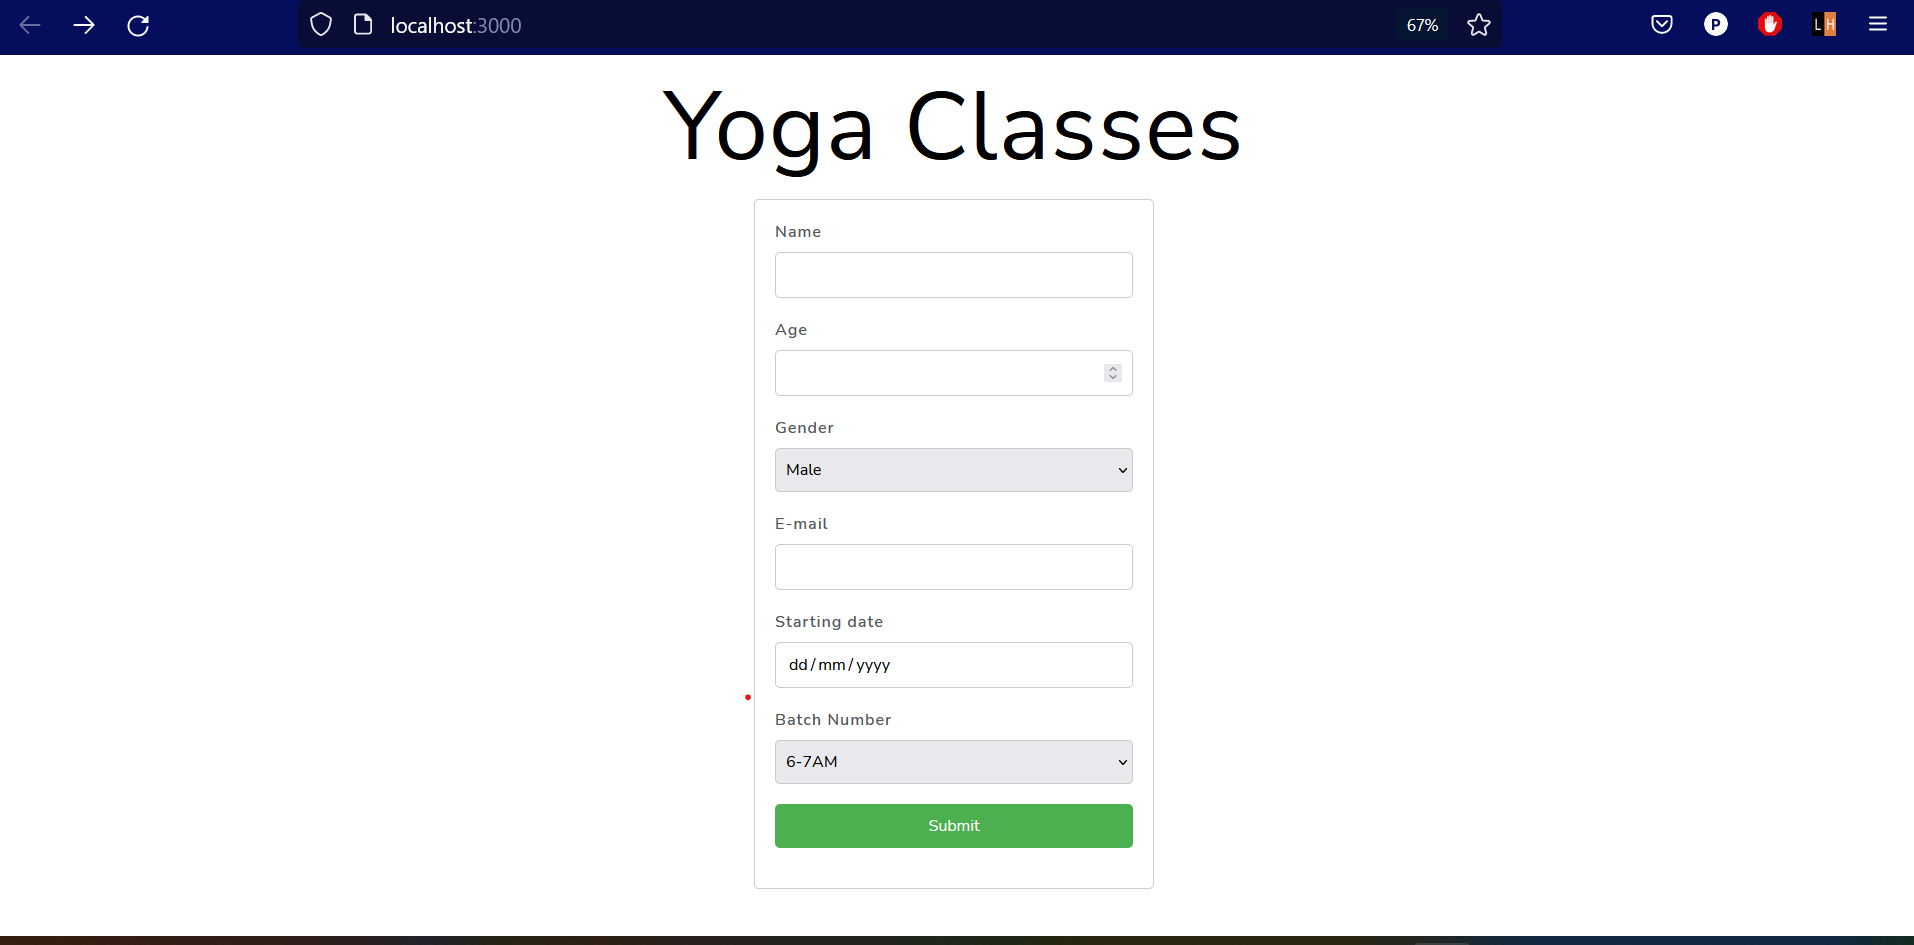 localhost:3000
67%
P
LH
Yoga Classes
Name
Age
Gender
Male
E-mail
Starting date
dd/mm/yyyy
Batch Number
6-7AM
Submit